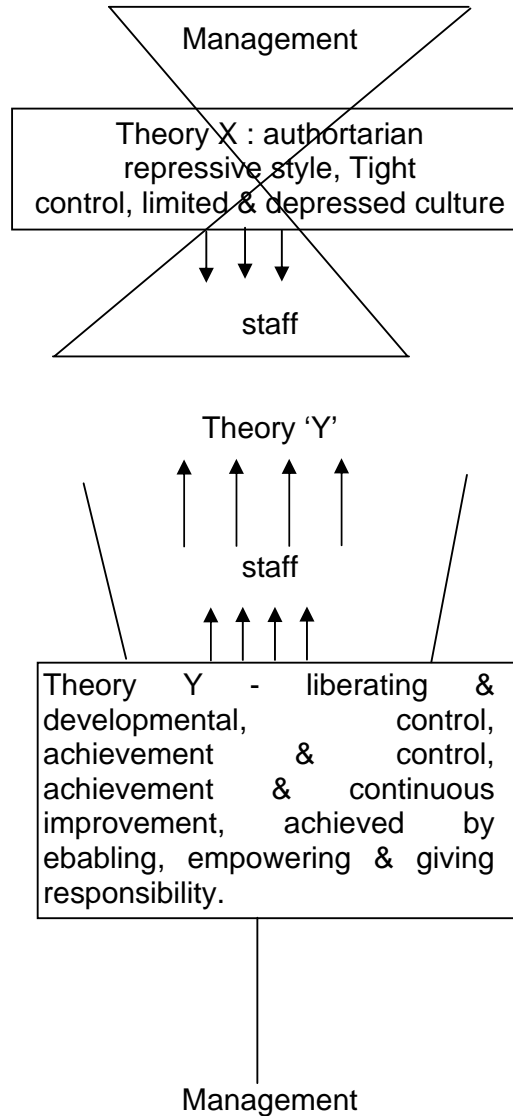 Management
Theory X : authortarian
repressive style, Tight
control, limited & depressed culture
staff
Theory ‘Y’
staff
Theory Y - liberating &
developmental, control,
achievement & control,
achievement & continuous
improvement, achieved by
ebabling, empowering & giving
responsibility.
Management